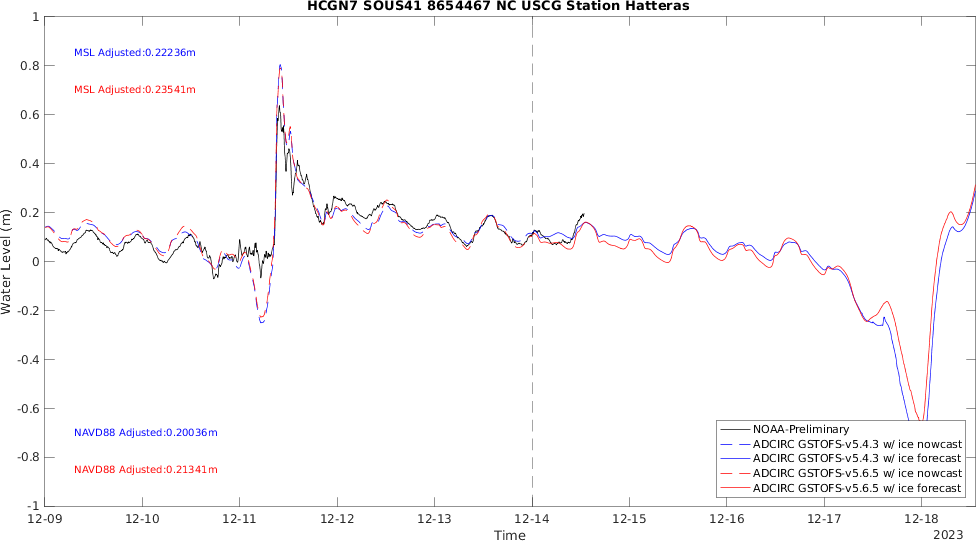 HCGN7 SOUS41 8654467 NC USCG Station Hatteras
MSL Adjusted:0.22236m
MSL Adjusted:0.23541m
NAVD88 Adjusted:0.20036m
NAVD88 Adjusted:0.21341m
Water Level (m)
1
0.8
0.6
0.4
0.2
0
-0.2
-0.4
-0.6
-0.8
-1
NOAA-Preliminary
ADCIRC GSTOFS-v5.4.3 w/ ice nowcast
ADCIRC GSTOFS-v5.4.3 w/ ice forecast
ADCIRC GSTOFS-v5.6.5 w/ ice nowcast
ADCIRC GSTOFS-v5.6.5 w/ ice forecast
12-09 12-10 12-11 12-12 12-13 12-14 12-15 12-16 12-17 12-18
Time
2023